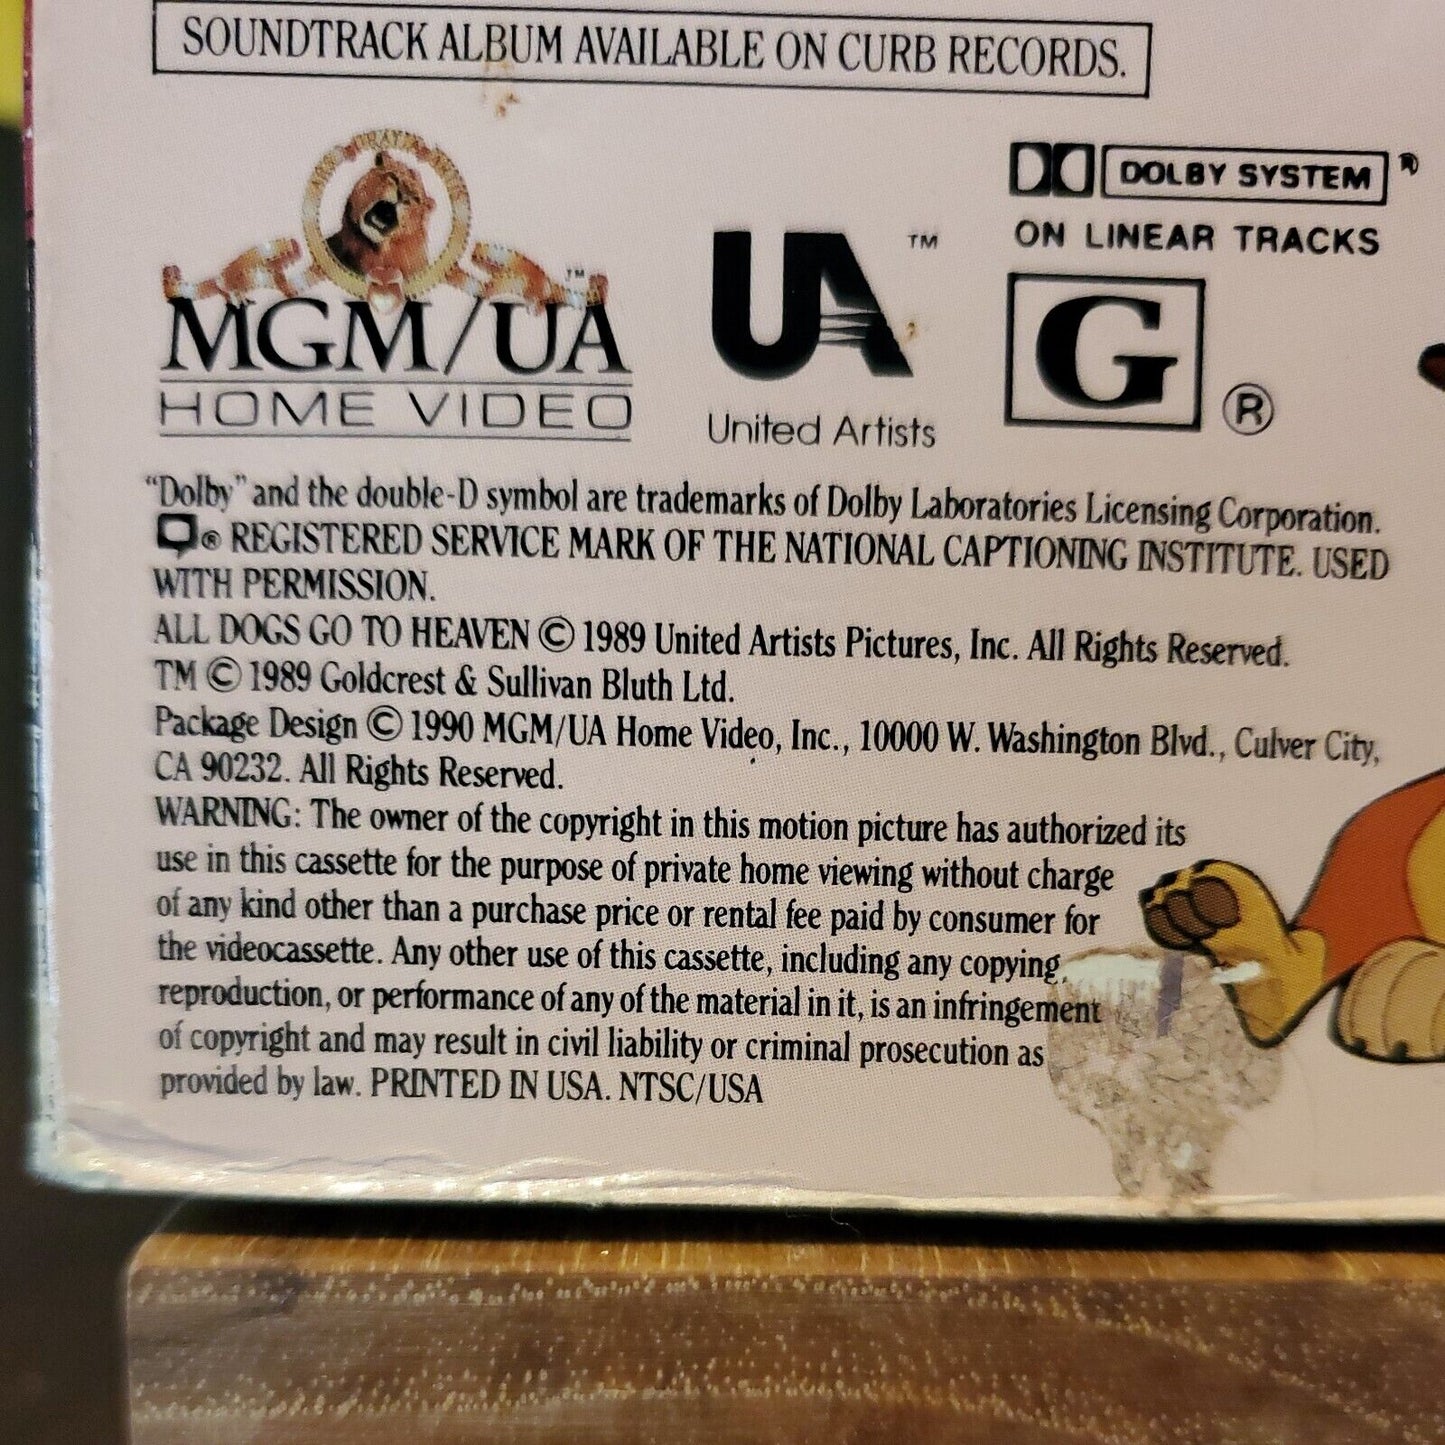 SOUNDTRACK ALBUM AVAILABLE ON CURB RECORDS.
MGM/UA™
HOME VIDEO
UA™
United Artists
DOLBY SYSTEM®
ON LINEAR TRACKS
G®
“Dolby” and the double-D symbol are trademarks of Dolby Laboratories Licensing Corporation.
® REGISTERED SERVICE MARK OF THE NATIONAL CAPTIONING INSTITUTE. USED
WITH PERMISSION.
ALL DOGS GO TO HEAVEN © 1989 United Artists Pictures, Inc. All Rights Reserved.
TM © 1989 Goldcrest & Sullivan Bluth Ltd.
Package Design © 1990 MGM/UA Home Video, Inc., 10000 W. Washington Blvd., Culver City,
CA 90232. All Rights Reserved.
WARNING: The owner of the copyright in this motion picture has authorized its
use in this cassette for the purpose of private home viewing without charge
of any kind other than a purchase price or rental fee paid by consumer for
the videocassette. Any other use of this cassette, including any copying,
reproduction, or performance of any of the material in it, is an infringement
of copyright and may result in civil liability or criminal prosecution as
provided by law. PRINTED IN USA. NTSC/USA